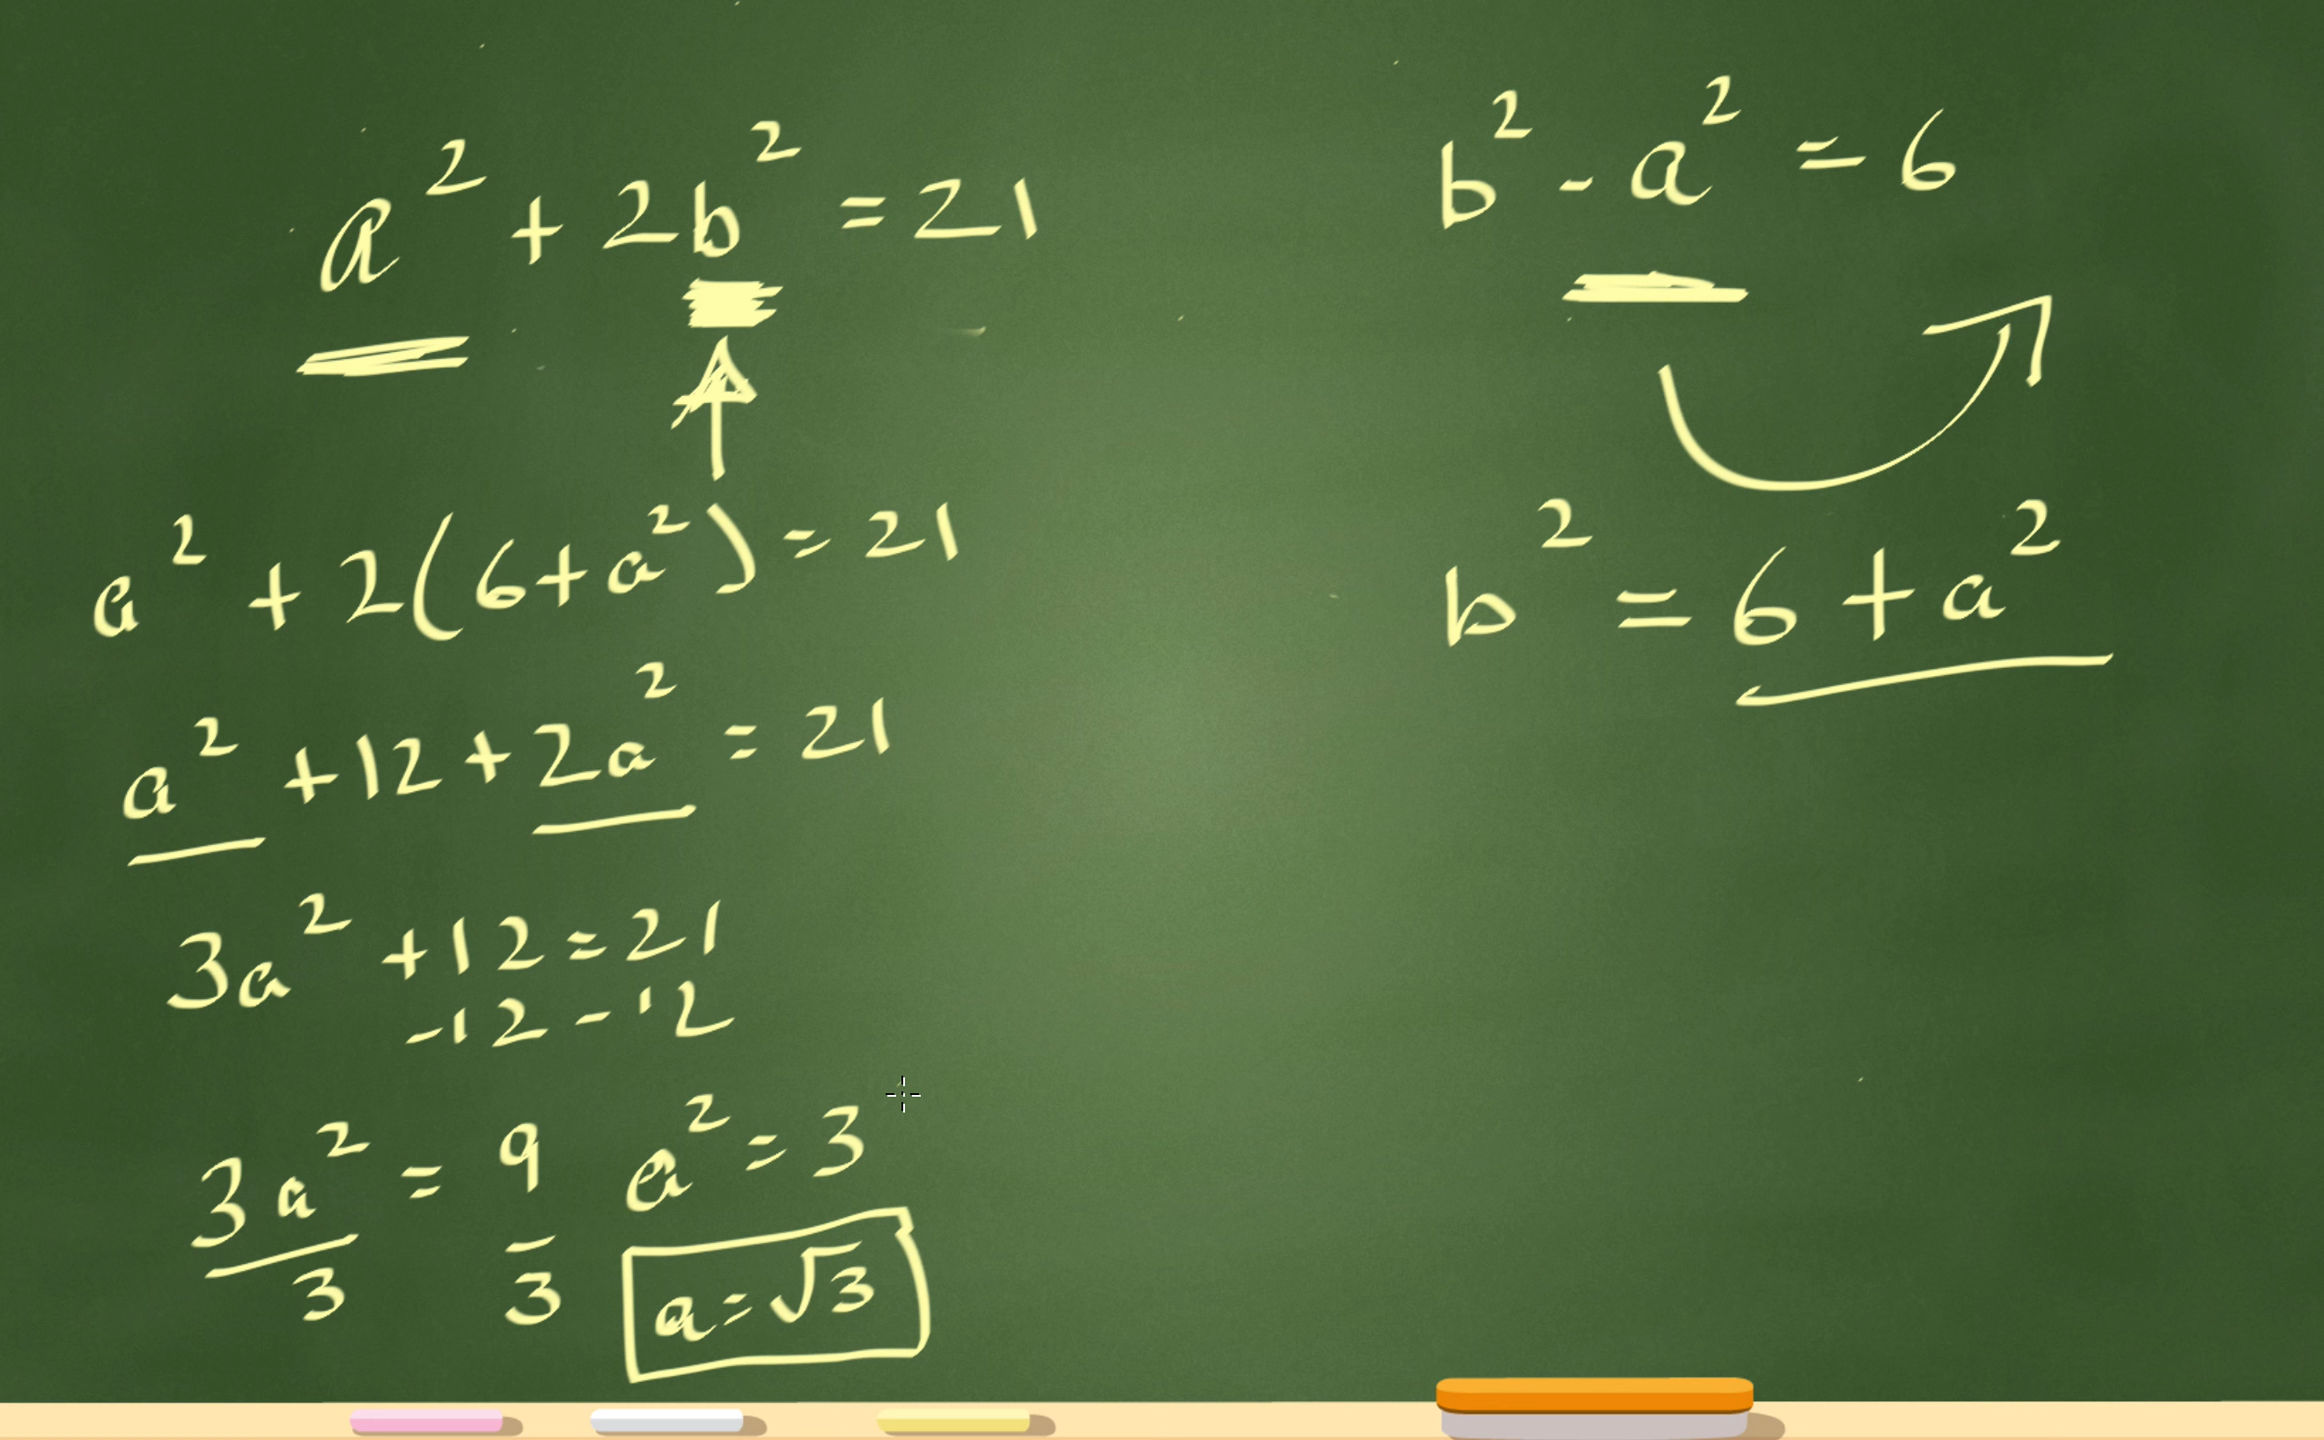 a² + 2b² = 21
b² - a² = 6
a² + 2(6+a²) = 21
b² = 6 + a²
a² + 12 + 2a² = 21
3a² + 12 = 21
-12 - 12
3a² = 9 a² = 3
3 3
a = √3